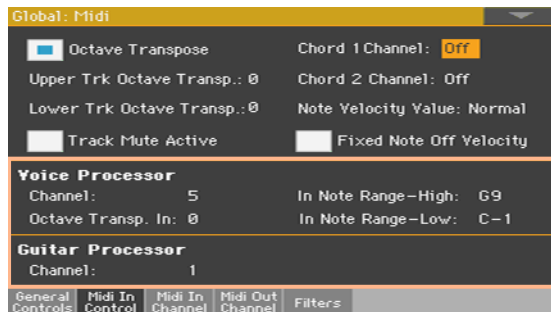 Global: Midi
Octave Transpose
Chord 1 Channel: Off
Upper Trk Octave Transp.: 0
Chord 2 Channel: Off
Lower Trk Octave Transp.: 0
Note Velocity Value: Normal
Track Mute Active
Fixed Note Off Velocity
Voice Processor
Channel: 5
In Note Range-High: G9
Octave Transp. In: 0
In Note Range-Low: C-1
Guitar Processor
Channel: 1
General Controls
Midi In Control
Midi In Channel
Midi Out Channel
Filters